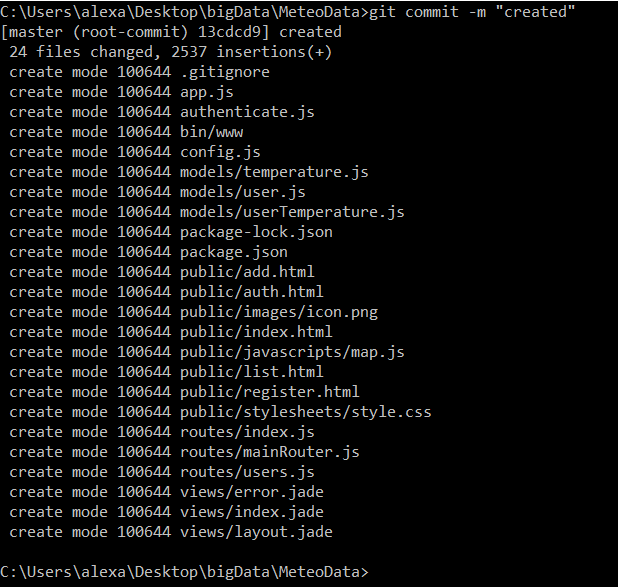 C:\Users\alexa\Desktop\bigData\MeteoData>git commit -m "created"
[master (root-commit) 13cdcd9] created
 24 files changed, 2537 insertions(+)
 create mode 100644 .gitignore
 create mode 100644 app.js
 create mode 100644 authenticate.js
 create mode 100644 bin/www
 create mode 100644 config.js
 create mode 100644 models/temperature.js
 create mode 100644 models/user.js
 create mode 100644 models/userTemperature.js
 create mode 100644 package-lock.json
 create mode 100644 package.json
 create mode 100644 public/add.html
 create mode 100644 public/auth.html
 create mode 100644 public/images/icon.png
 create mode 100644 public/index.html
 create mode 100644 public/javascripts/map.js
 create mode 100644 public/list.html
 create mode 100644 public/register.html
 create mode 100644 public/stylesheets/style.css
 create mode 100644 routes/index.js
 create mode 100644 routes/mainRouter.js
 create mode 100644 routes/users.js
 create mode 100644 views/error.jade
 create mode 100644 views/index.jade
 create mode 100644 views/layout.jade
C:\Users\alexa\Desktop\bigData\MeteoData>